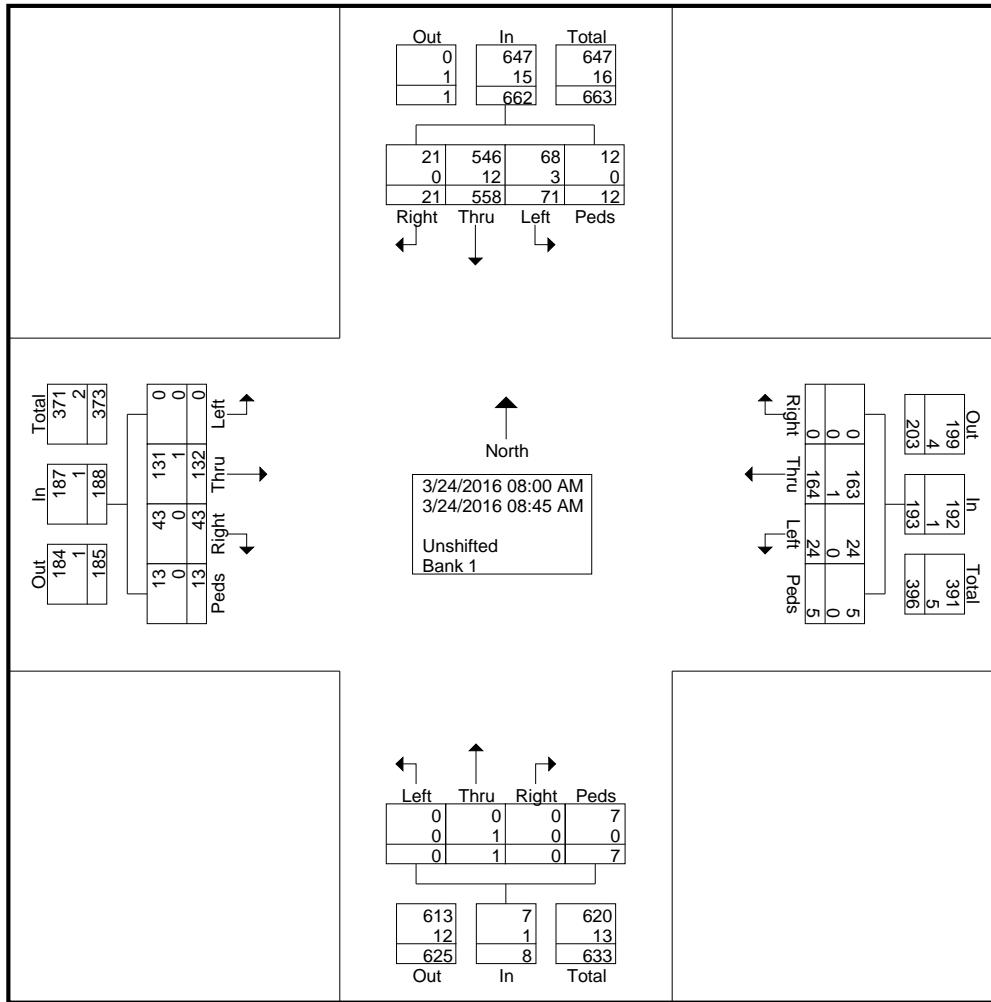 Out In Total
0 647 647
1 15 16
1 662 663
21 546 68 12
0 12 3 0
21 558 71 12
Right Thru Left Peds
Total In Out
371 187 184
2 1 1
373 188 185
0 131 43 13
0 1 0 0
0 132 43 13
Left Thru Right Peds
North
3/24/2016 08:00 AM
3/24/2016 08:45 AM
Unshifted
Bank 1
Right Thru Left Peds
0 164 24 5
0 1 0 0
0 163 24 5
Out In Total
199 192 391
4 1 5
203 193 396
Left Thru Right Peds
0 0 0 7
0 1 0 0
0 1 0 7
613 7 620
12 1 13
625 8 633
Out In Total